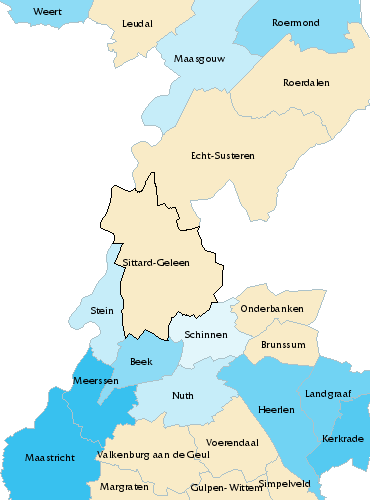 Weert
Leudal
Roermond
Maasgouw
Roerdalen
Echt-Susteren
Sittard-Geleen
Stein
Onderbanken
Schinnen
Brunssum
Beek
Meerssen
Nuth
Landgraaf
Heerlen
Kerkrade
Voerendaal
Valkenburg aan de Geul
Maastricht
Simpelveld
Margraten
Gulpen-Wittem